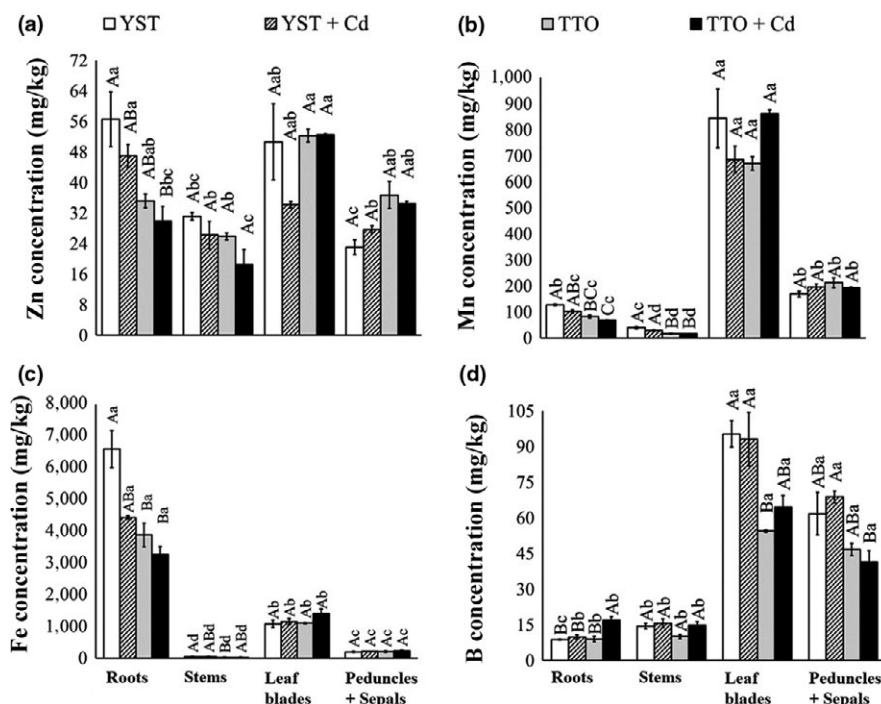 (a) YST YST + Cd (b) TTO TTO + Cd
Zn concentration (mg/kg)
72
64
56
48
40
32
24
16
8
0
Aa ABa ABab Bbc
Abc Ab Ab Ac
Aab Aab Aa Aa
Ac Ab Aab Aab
Mn concentration (mg/kg)
1,000
900
800
700
600
500
400
300
200
100
0
Ab ABc BCc Cc
Ac Ad Bd Bd
Aa Aa Aa Aa
Ab Ab Ab Ab
(c)
Fe concentration (mg/kg)
8,000
7,000
6,000
5,000
4,000
3,000
2,000
1,000
0
Aa ABa Ba Ba
Ad ABd Bd ABd
Ab Ab Ab Ab
Ac Ac Ac Ac
Roots Stems Leaf Peduncles
blades + Sepals
(d)
B concentration (mg/kg)
105
90
75
60
45
30
15
0
Bc Bb Bb Ab
Ab Ab Ab Ab
Aa Aa Ba ABa
ABa Aa ABa Ba
Roots Stems Leaf Peduncles
blades + Sepals